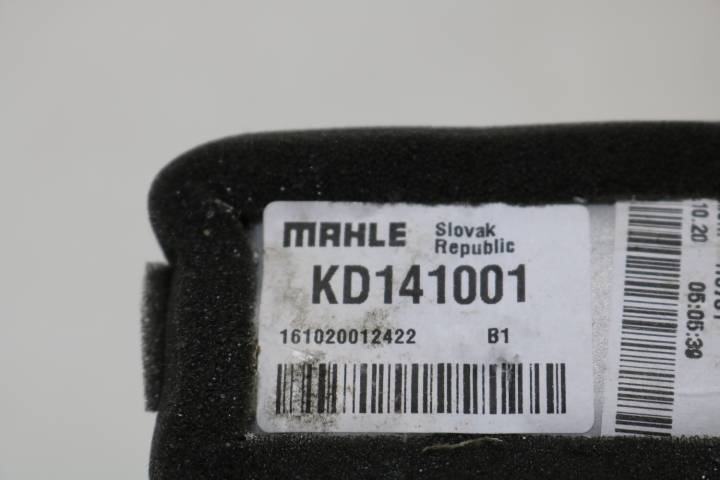 MAHLE Slovak
Republic
KD141001
161020012422 B1
10.20 05:05:39